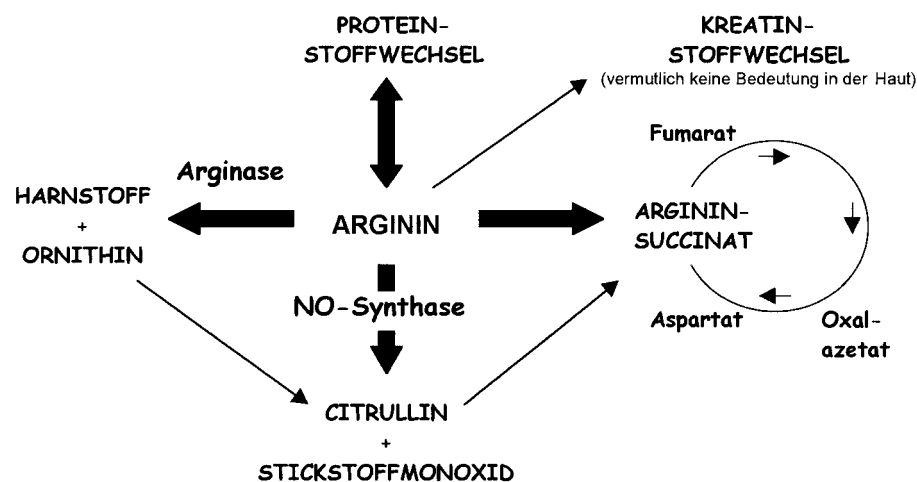 PROTEIN-
STOFFWECHSEL
KREATIN-
STOFFWECHSEL
(vermutlich keine Bedeutung in der Haut)
Fumarat
Arginase
HARNSTOFF
+
ORNITHIN
ARGININ
ARGININ-
SUCCINAT
NO-Synthase
Aspartat
Oxal-
azetat
CITRULLIN
+
STICKSTOFFMONOXID